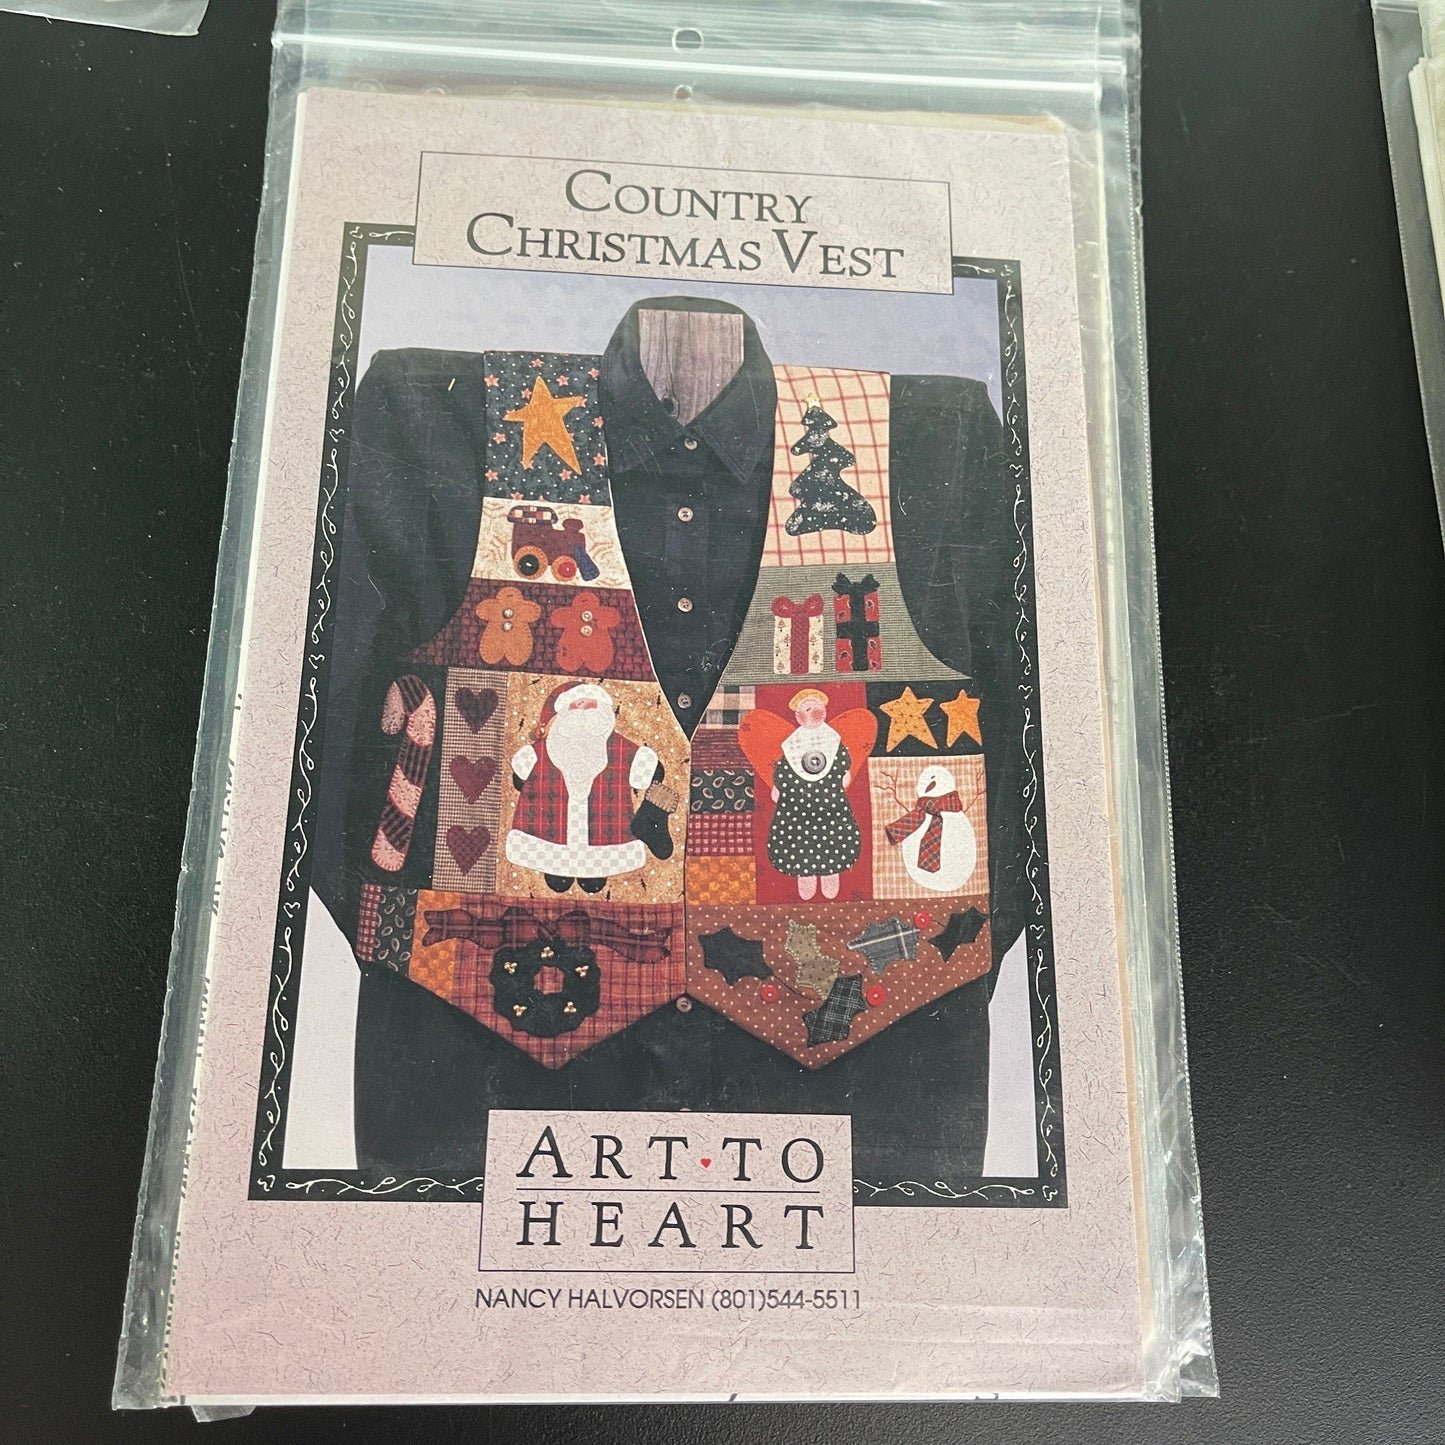 COUNTRY
CHRISTMAS VEST
ART TO
HEART
NANCY HALVORSEN (801)544-5511